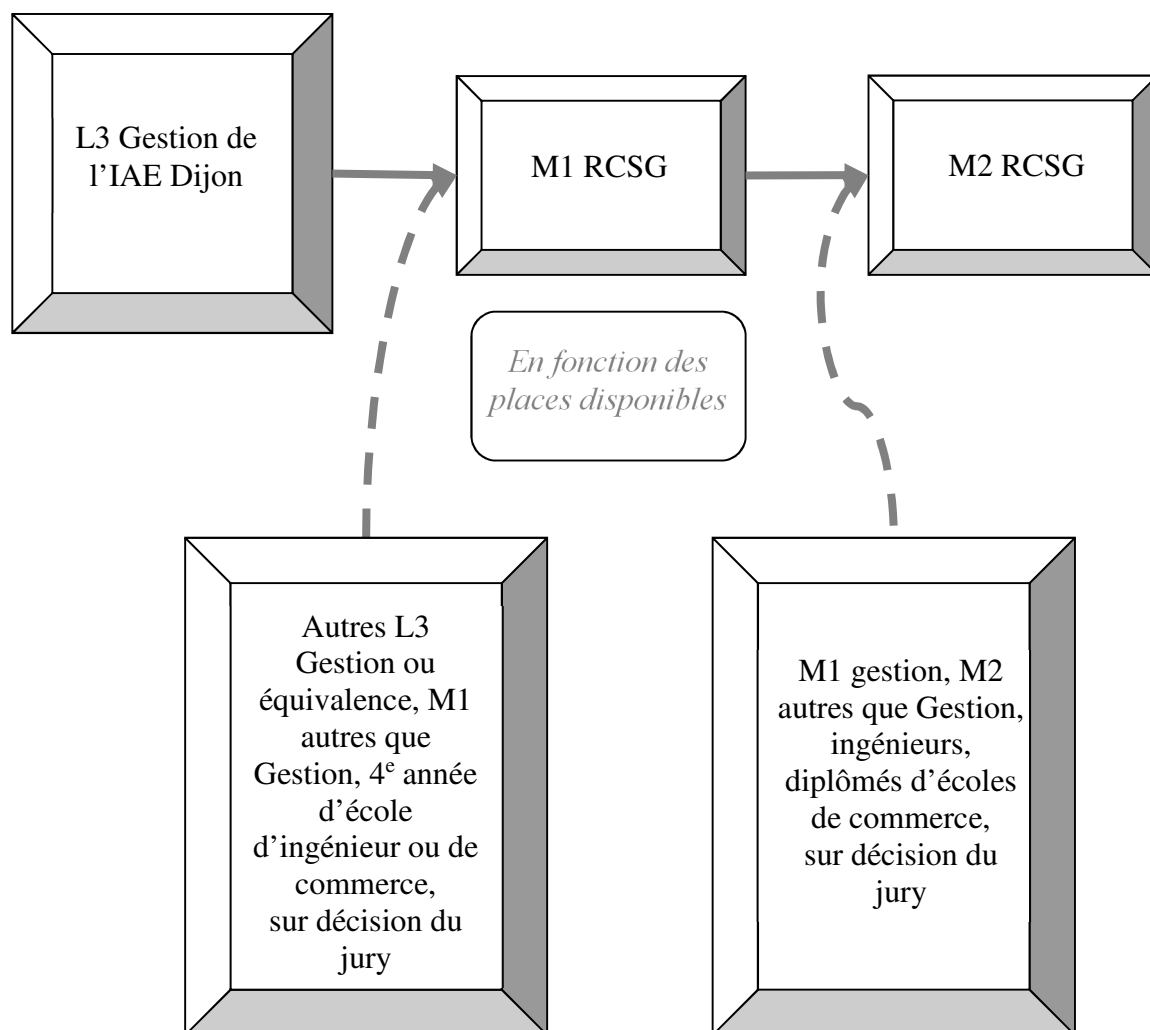 L3 Gestion de
l’IAE Dijon
M1 RCSG
M2 RCSG
En fonction des
places disponibles
Autres L3
Gestion ou
équivalence, M1
autres que
Gestion, 4e année
d’école
d’ingénieur ou de
commerce,
sur décision du
jury
M1 gestion, M2
autres que Gestion,
ingénieurs,
diplômés d’écoles
de commerce,
sur décision du
jury